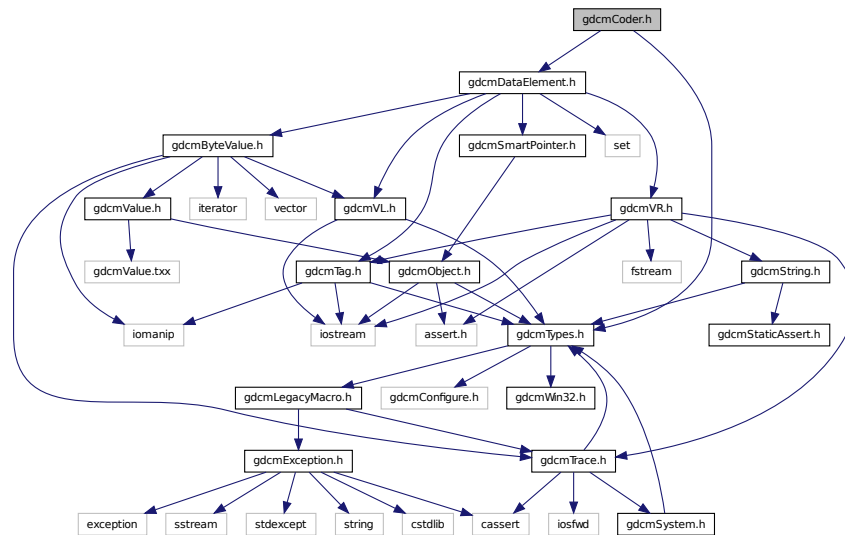 gdcmCoder.h
gdcmDataElement.h
gdcmByteValue.h
gdcmSmartPointer.h
set
gdcmValue.h
iterator
vector
gdcmVL.h
gdcmVR.h
gdcmValue.txx
gdcmTag.h
gdcmObject.h
fstream
gdcmString.h
iomanip
iostream
assert.h
gdcmTypes.h
gdcmStaticAssert.h
gdcmLegacyMacro.h
gdcmConfigure.h
gdcmWin32.h
gdcmException.h
gdcmTrace.h
exception
sstream
stdexcept
string
cstdlib
cassert
iosfwd
gdcmSystem.h